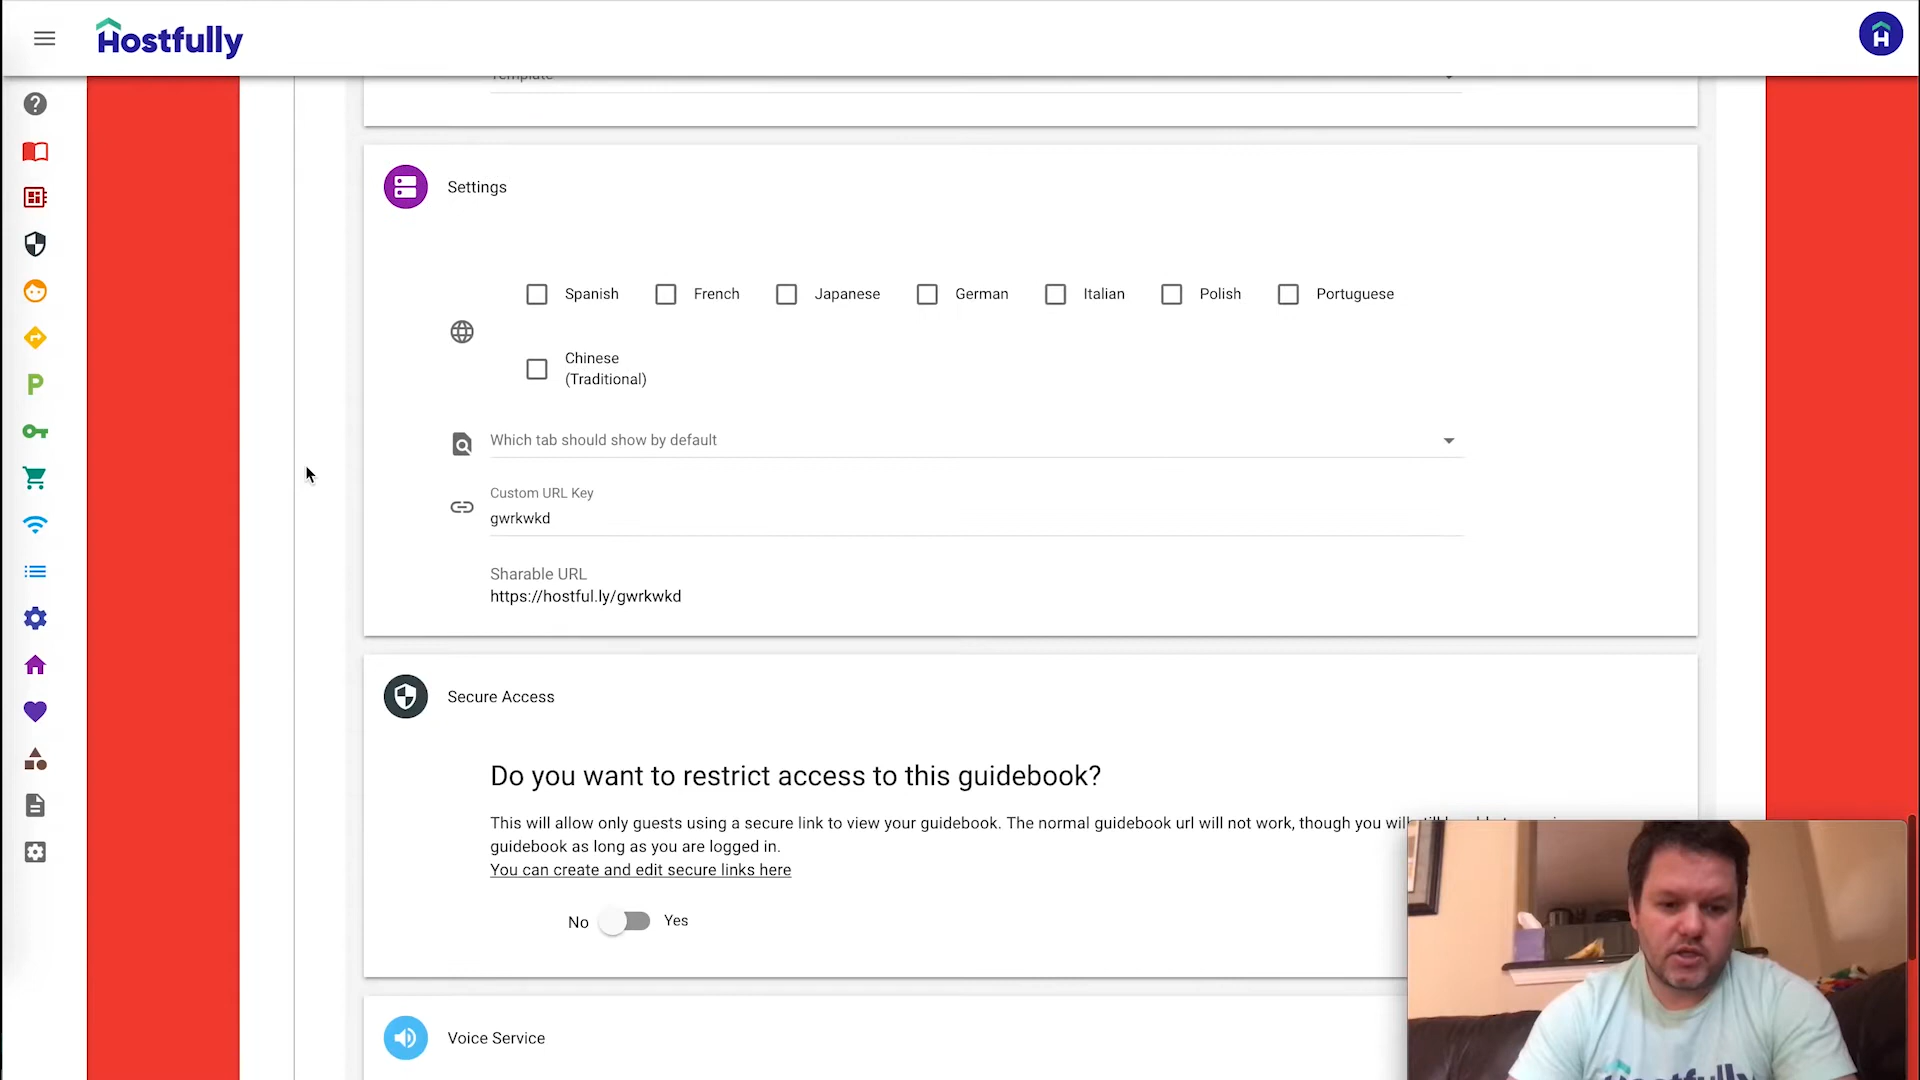 Hostfully
Template
Settings
Spanish French Japanese German Italian Polish Portuguese
Chinese
(Traditional)
Which tab should show by default
Custom URL Key
gwrkwkd
Sharable URL
https://hostful.ly/gwrkwkd
Secure Access
Do you want to restrict access to this guidebook?
This will allow only guests using a secure link to view your guidebook. The normal guidebook url will not work, though you will
guidebook as long as you are logged in.
You can create and edit secure links here
No Yes
Voice Service